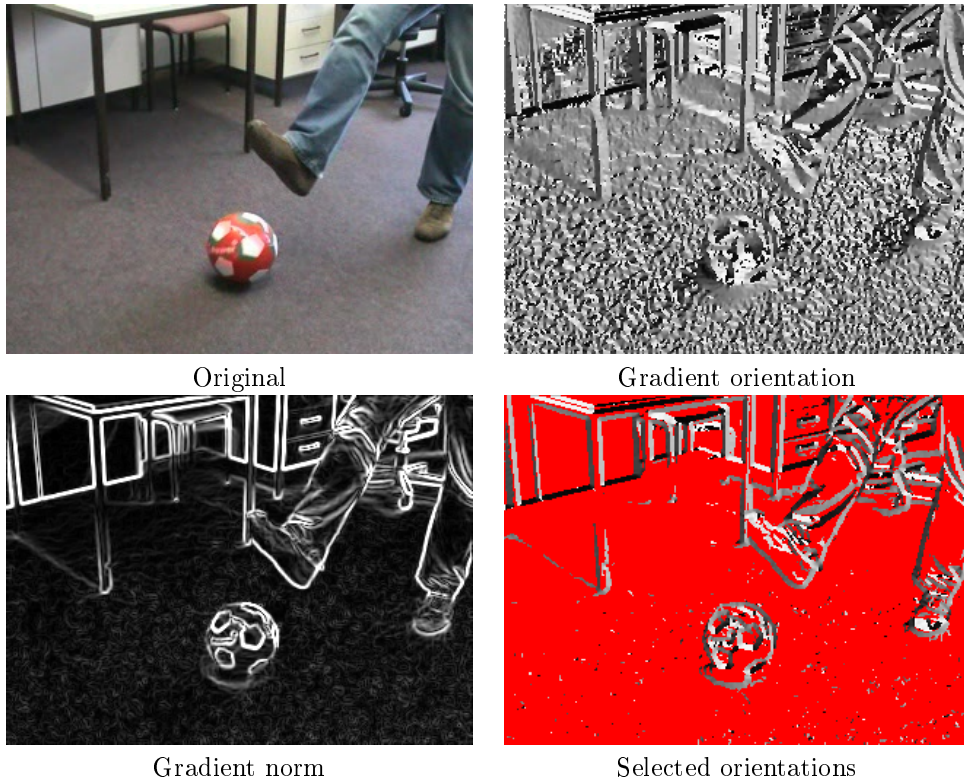 Original
Gradient orientation
Gradient norm
Selected orientations